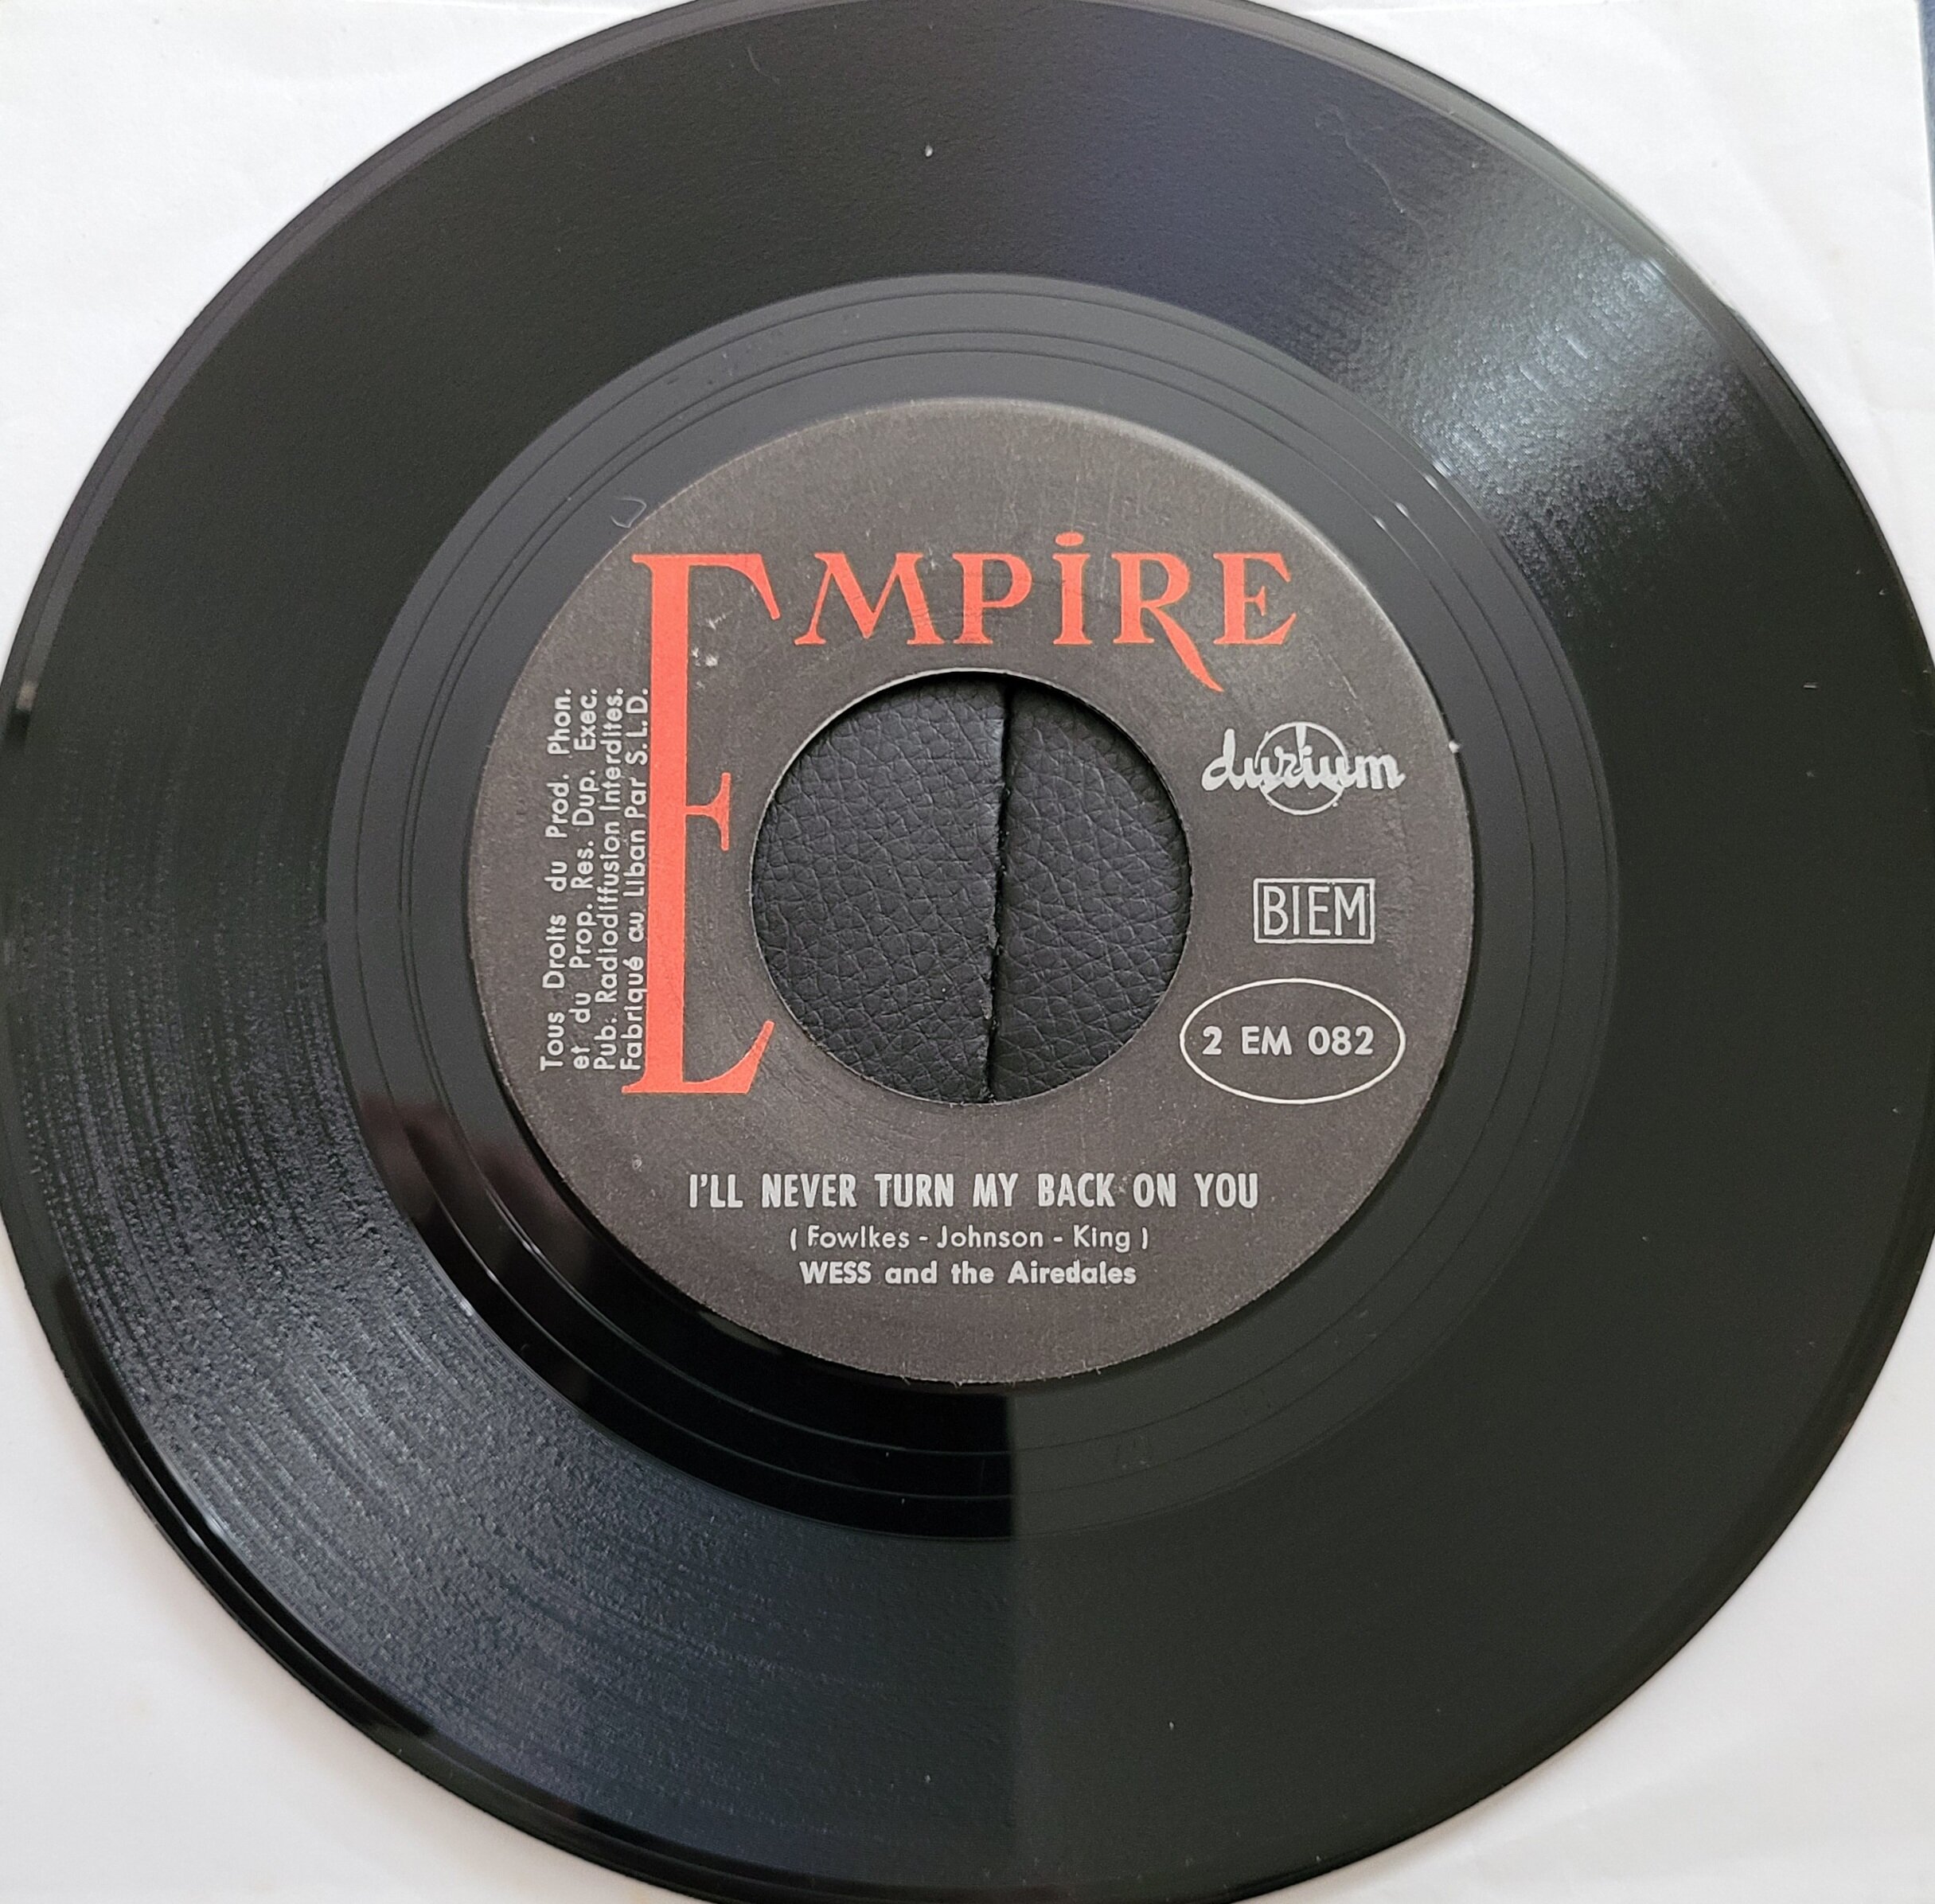 EMPIRE
durium
BIEM
2 EM 082
Tous Droits du Prod. Phon.
et du Prop. Res. Dup. Exec.
Pub. Radiodiffusion Interdites.
Fabriqué au Liban Par S.L.D.
I'LL NEVER TURN MY BACK ON YOU
( Fowlkes - Johnson - King )
WESS and the Airedales